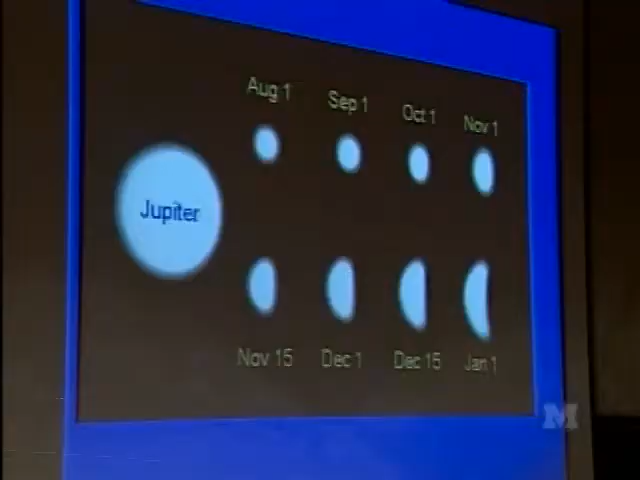 Aug 1
Sep 1
Oct 1
Nov 1
Jupiter
Nov 15
Dec 1
Dec 15
Jan 1
M